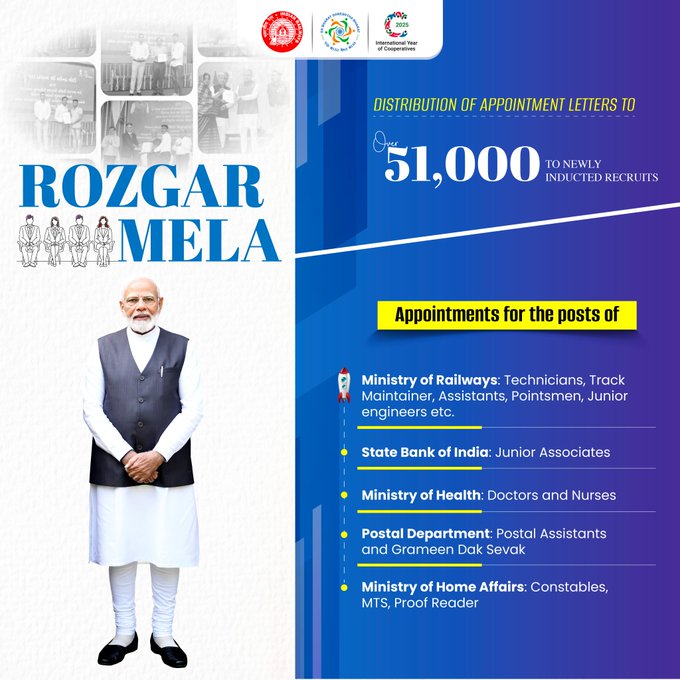 2025
International Year
of Cooperatives
ROZGAR
MELA
DISTRIBUTION OF APPOINTMENT LETTERS TO
Over
51,000
TO NEWLY
INDUCTED RECRUITS
Appointments for the posts of
Ministry of Railways: Technicians, Track
Maintainer, Assistants, Pointsmen, Junior
engineers etc.
State Bank of India: Junior Associates
Ministry of Health: Doctors and Nurses
Postal Department: Postal Assistants
and Grameen Dak Sevak
Ministry of Home Affairs: Constables,
MTS, Proof Reader